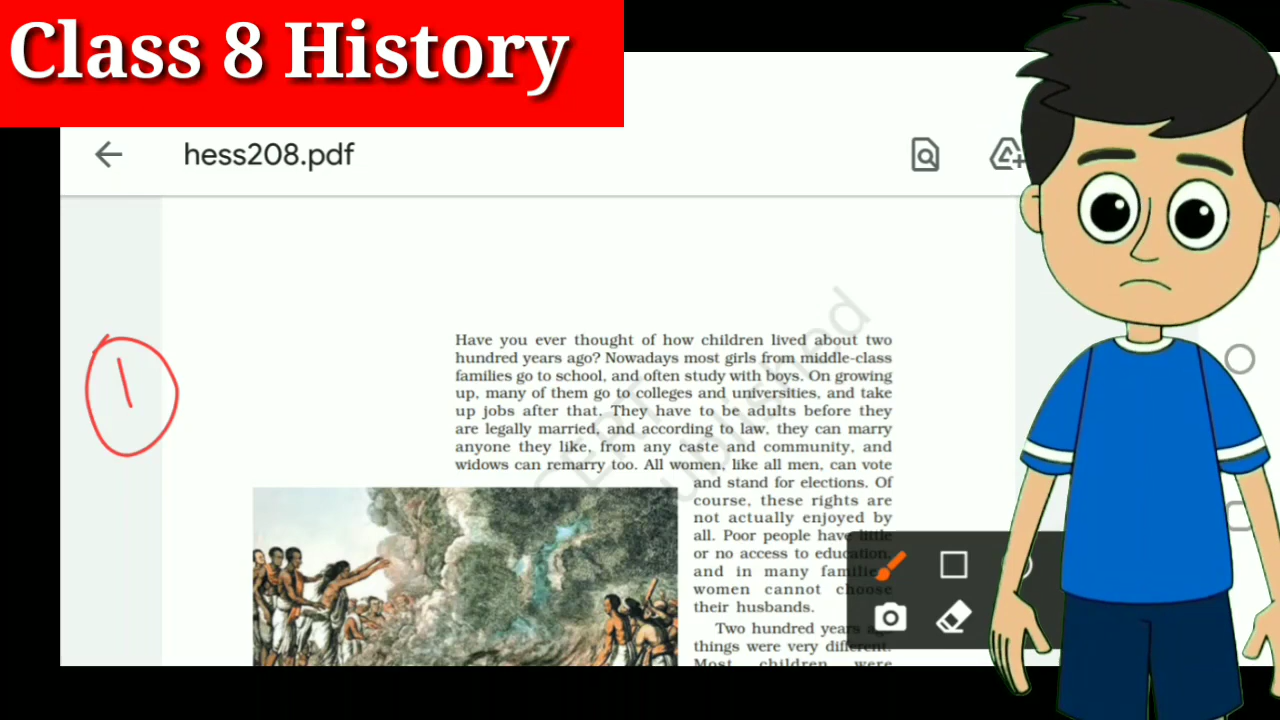 Class 8 History
hess208.pdf
1
Have you ever thought of how children lived about two
hundred years ago? Nowadays most girls from middle-class
families go to school, and often study with boys. On growing
up, many of them go to colleges and universities, and take
up jobs after that. They have to be adults before they
are legally married, and according to law, they can marry
anyone they like, from any caste and community, and
widows can remarry too. All women, like all men, can vote
and stand for elections. Of
course, these rights are
not actually enjoyed by
all. Poor people have little
or no access to education,
and in many families,
women cannot choose
their husbands.
Two hundred years ago
things were very different.
Most children were